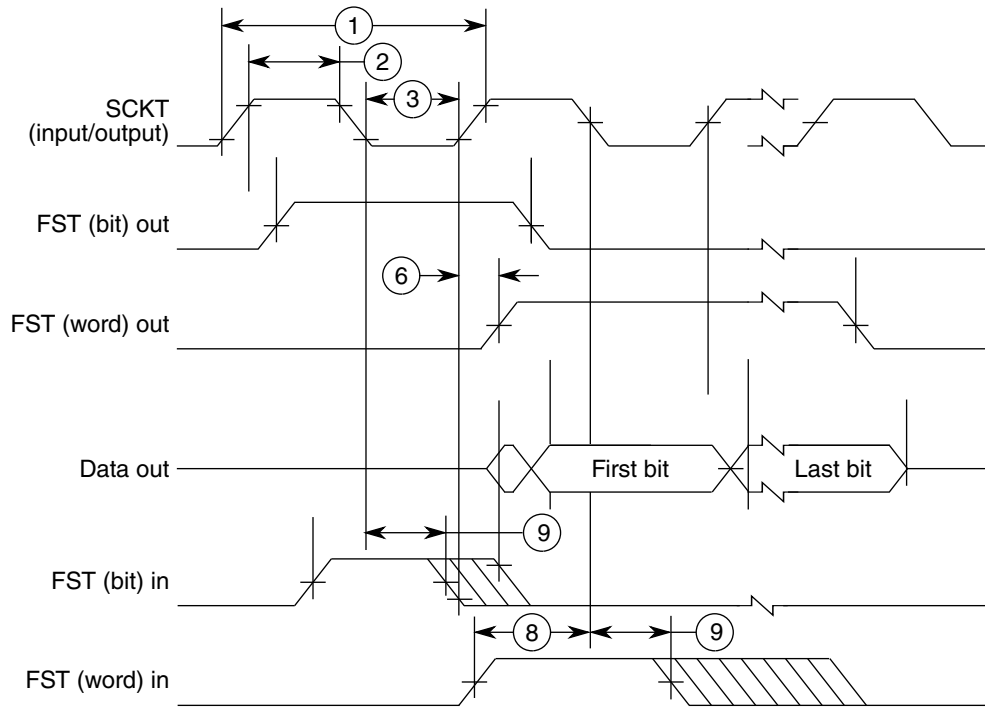 1
2
3
SCKT
(input/output)
FST (bit) out
6
FST (word) out
Data out
First bit
Last bit
9
FST (bit) in
8
9
FST (word) in